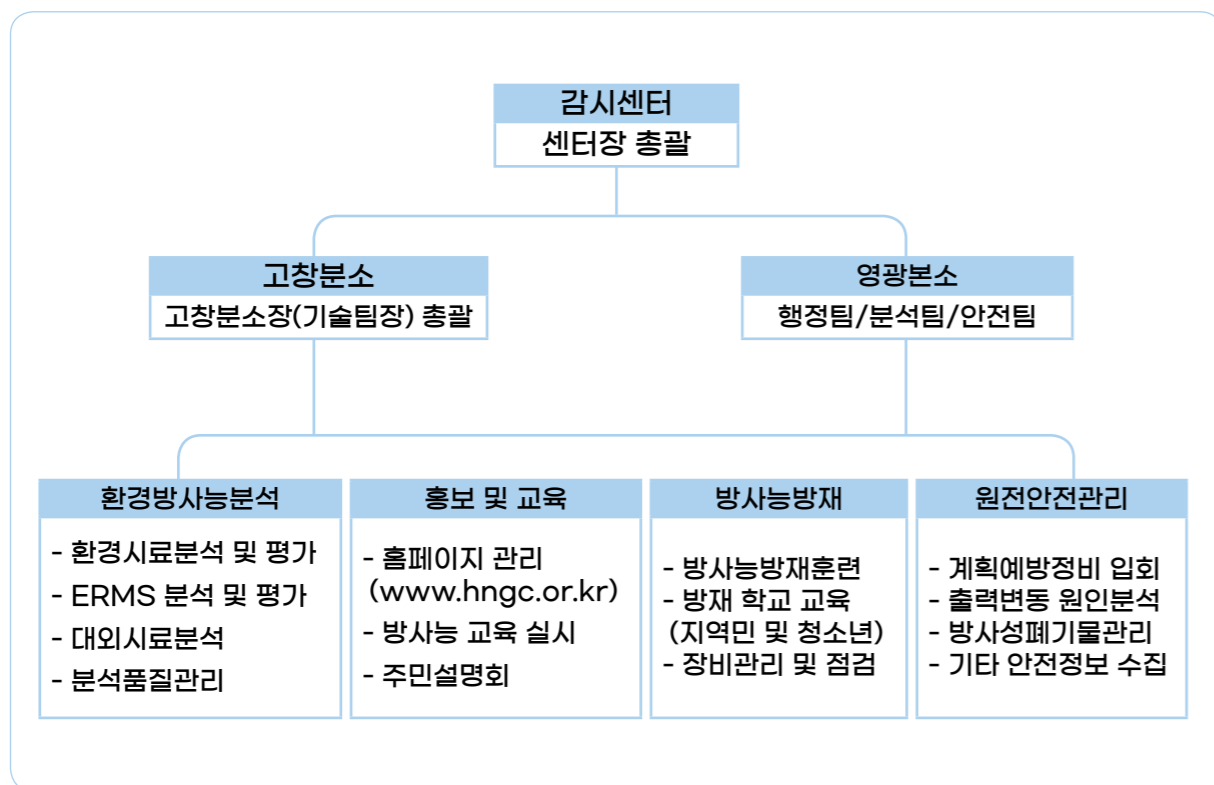 감시센터
센터장 총괄
고창분소
고창분소장(기술팀장) 총괄
영광본소
행정팀/분석팀/안전팀
환경방사능분석
- 환경시료분석 및 평가
- ERMS 분석 및 평가
- 대외시료분석
- 분석품질관리
홍보 및 교육
- 홈페이지 관리
(www.hngc.or.kr)
- 방사능 교육 실시
- 주민설명회
방사능방재
- 방사능방재훈련
- 방재 학교 교육
(지역민 및 청소년)
- 장비관리 및 점검
원전안전관리
- 계획예방정비 입회
- 출력변동 원인분석
- 방사성폐기물관리
- 기타 안전정보 수집